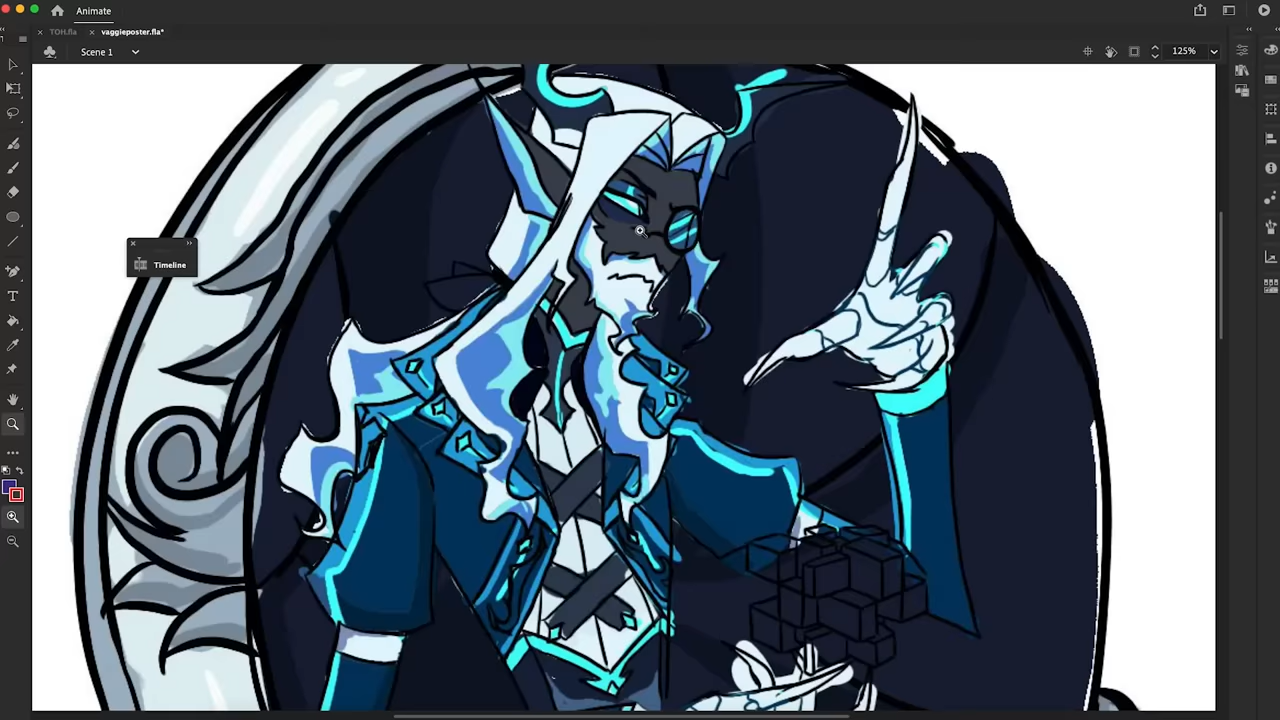 Animate
TOH.fla
vaggieposter.fla*
Scene 1
125%
Timeline